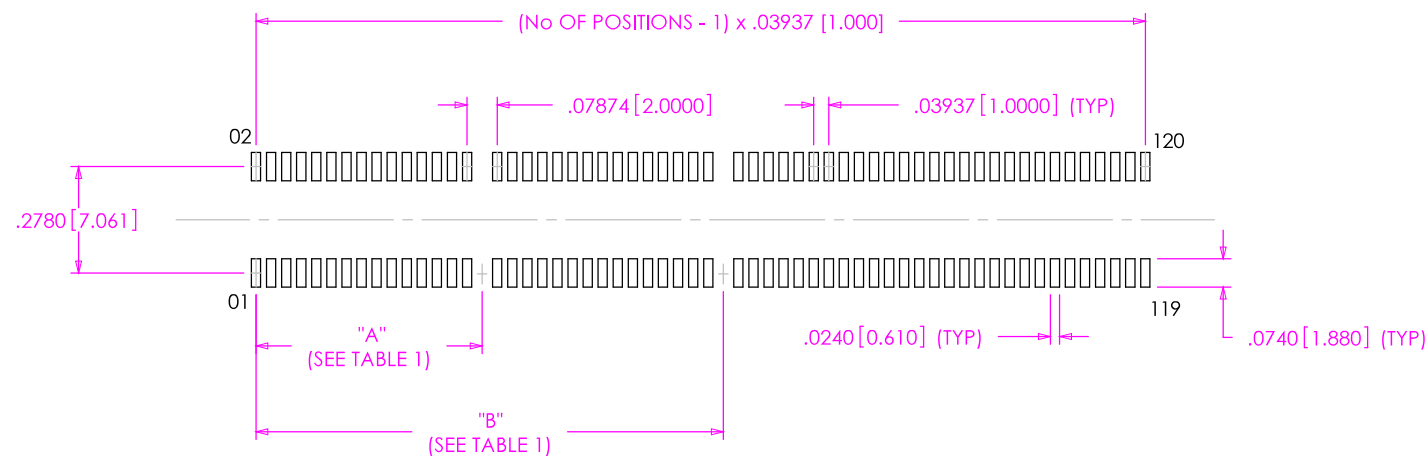 (No OF POSITIONS - 1) x .03937 [1.000]
.07874 [2.0000]
.03937 [1.0000] (TYP)
02
120
.2780 [7.061]
01
119
"A"
(SEE TABLE 1)
.0240 [0.610] (TYP)
.0740 [1.880] (TYP)
"B"
(SEE TABLE 1)